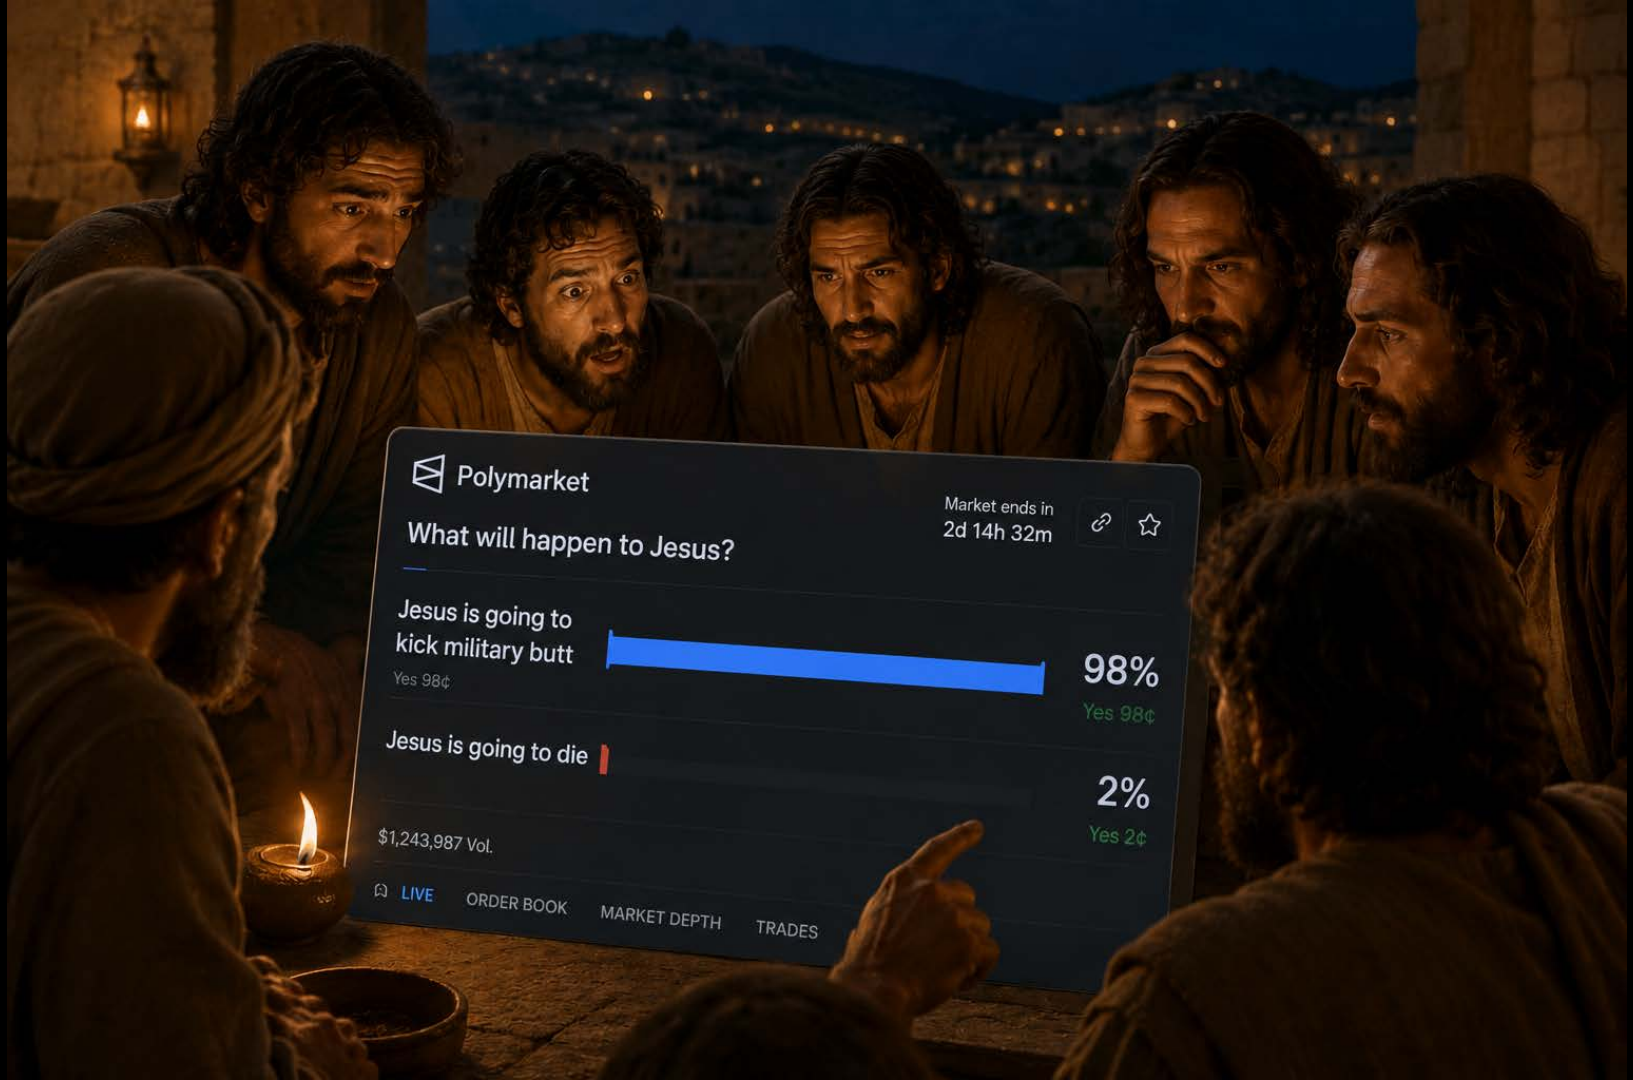 Polymarket
Market ends in
2d 14h 32m
What will happen to Jesus?
Jesus is going to
kick military butt
Yes 98¢
98%
Yes 98¢
Jesus is going to die
2%
Yes 2¢
$1,243,987 Vol.
LIVE
ORDER BOOK
MARKET DEPTH
TRADES